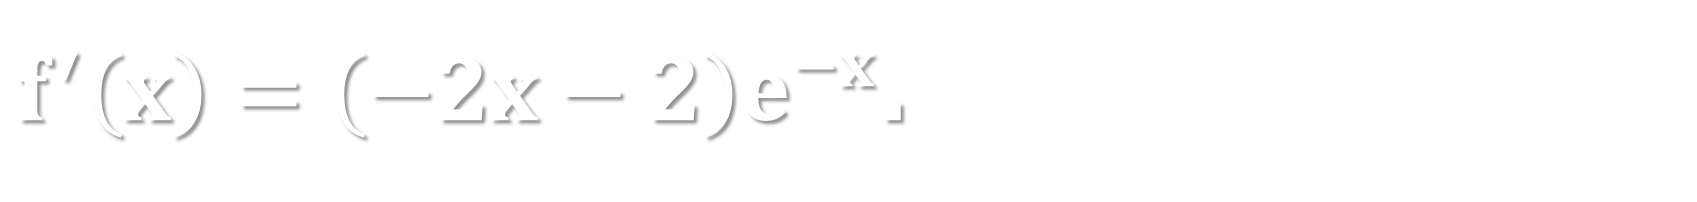 f′(x) = (−2x − 2)e⁻ˣ.